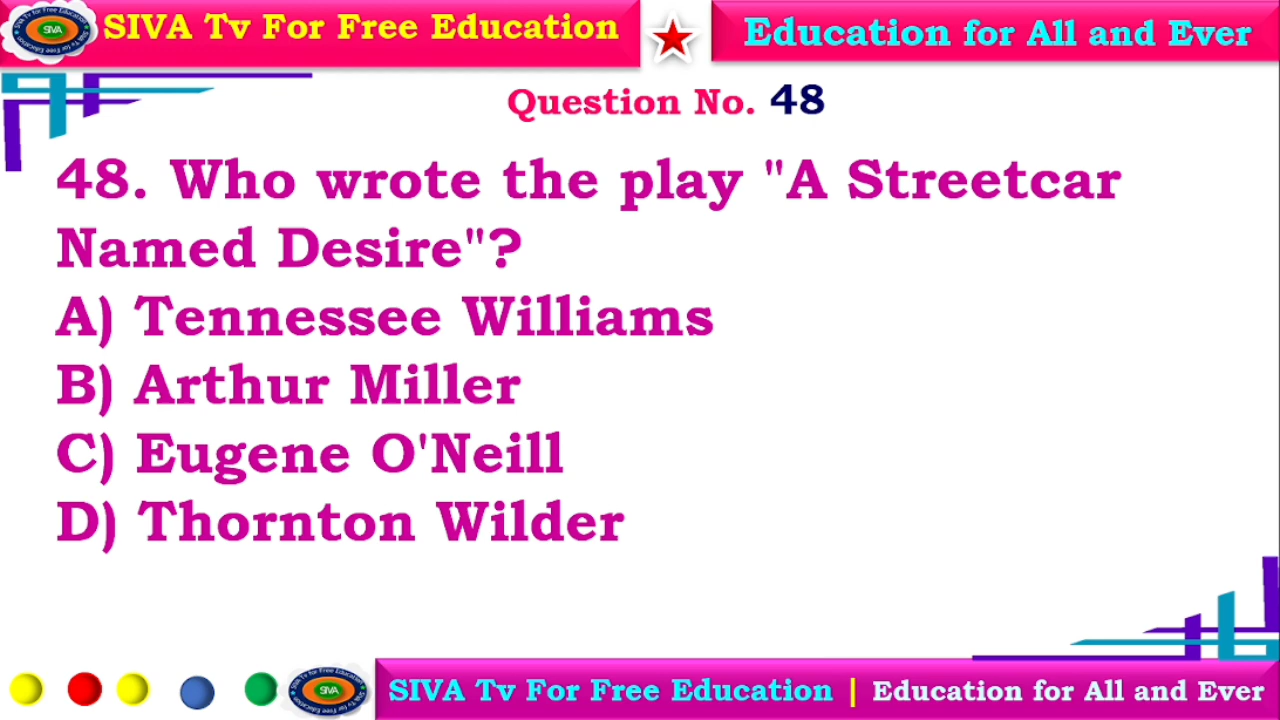 SIVA Tv For Free Education
Education for All and Ever
SIVA
Question No. 48
48. Who wrote the play "A Streetcar
Named Desire"?
A) Tennessee Williams
B) Arthur Miller
C) Eugene O'Neill
D) Thornton Wilder
SIVA
SIVA Tv For Free Education | Education for All and Ever